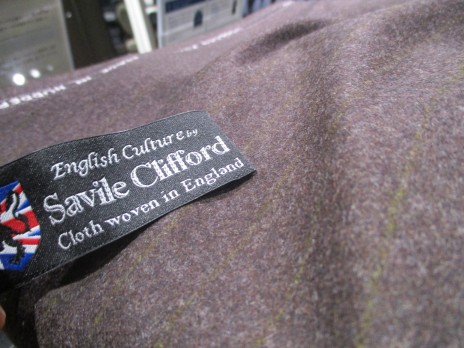 English Culture by
Savile Clifford
Cloth woven in England